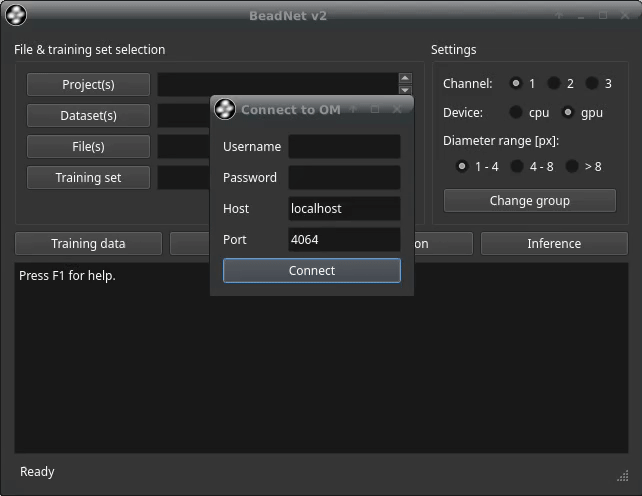 BeadNet v2
File & training set selection
Settings
Project(s)
Channel: 1 2 3
Dataset(s)
Connect to OM
Device: cpu gpu
File(s)
Username
Diameter range [px]:
Training set
Password
1 - 4 4 - 8 > 8
Host localhost
Change group
Port 4064
Training data
on
Inference
Connect
Press F1 for help.
Ready